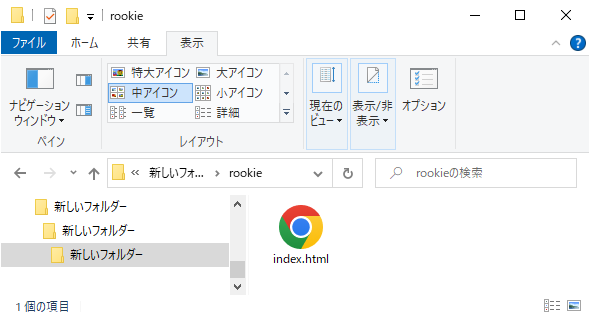 rookie
ファイル ホーム 共有 表示
特大アイコン 大アイコン
中アイコン 小アイコン
一覧 詳細
ナビゲーション
ウィンドウ
現在の
ビュー
表示/非
表示
オプション
ペイン レイアウト
新しいフォ... rookie rookieの検索
新しいフォルダー
新しいフォルダー
新しいフォルダー
index.html
1 個の項目